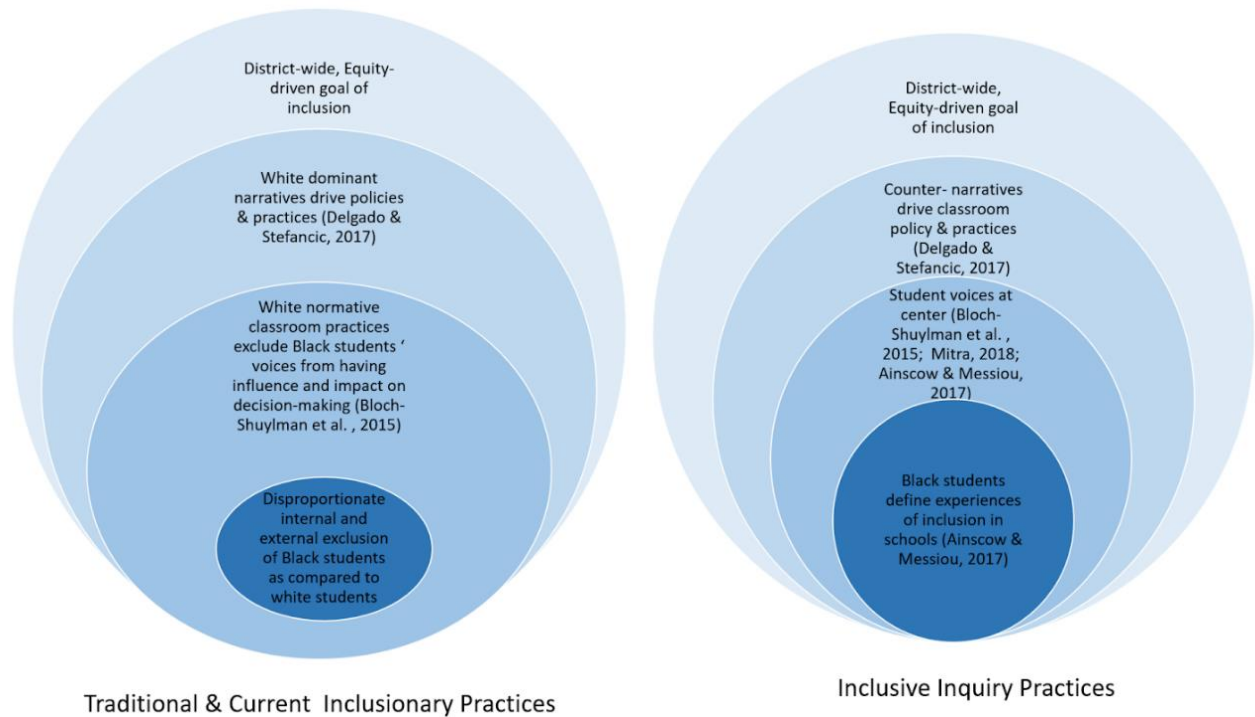 District-wide, Equity-
driven goal of
inclusion
White dominant
narratives drive policies
& practices (Delgado &
Stefancic, 2017)
White normative
classroom practices
exclude Black students ‘
voices from having
influence and impact on
decision-making (Bloch-
Shuylman et al. , 2015)
Disproportionate
internal and
external exclusion
of Black students
as compared to
white students
Traditional & Current  Inclusionary Practices
District-wide,
Equity-driven goal
of inclusion
Counter- narratives
drive classroom
policy & practices
(Delgado &
Stefancic, 2017)
Student voices at
center (Bloch-
Shuylman et al. ,
2015;  Mitra, 2018;
Ainscow & Messiou,
2017)
Black students
define experiences
of inclusion in
schools (Ainscow &
Messiou, 2017)
Inclusive Inquiry Practices